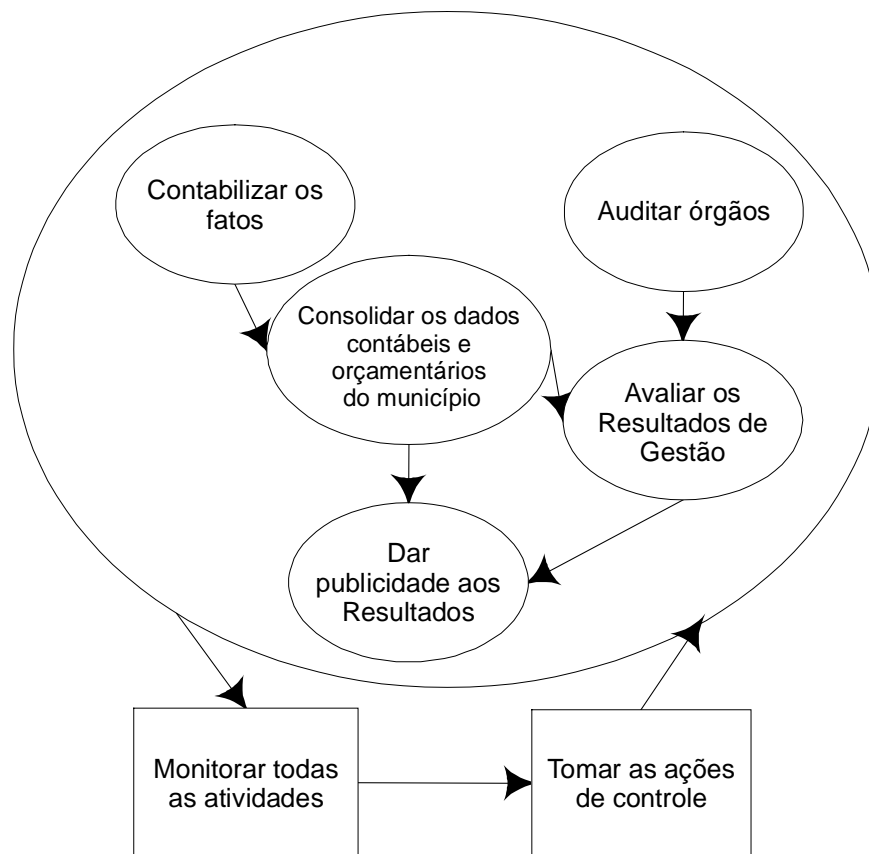 Contabilizar os
fatos
Auditar órgãos
Consolidar os dados
contábeis e
orçamentários
do município
Avaliar os
Resultados de
Gestão
Dar
publicidade aos
Resultados
Monitorar todas
as atividades
Tomar as ações
de controle